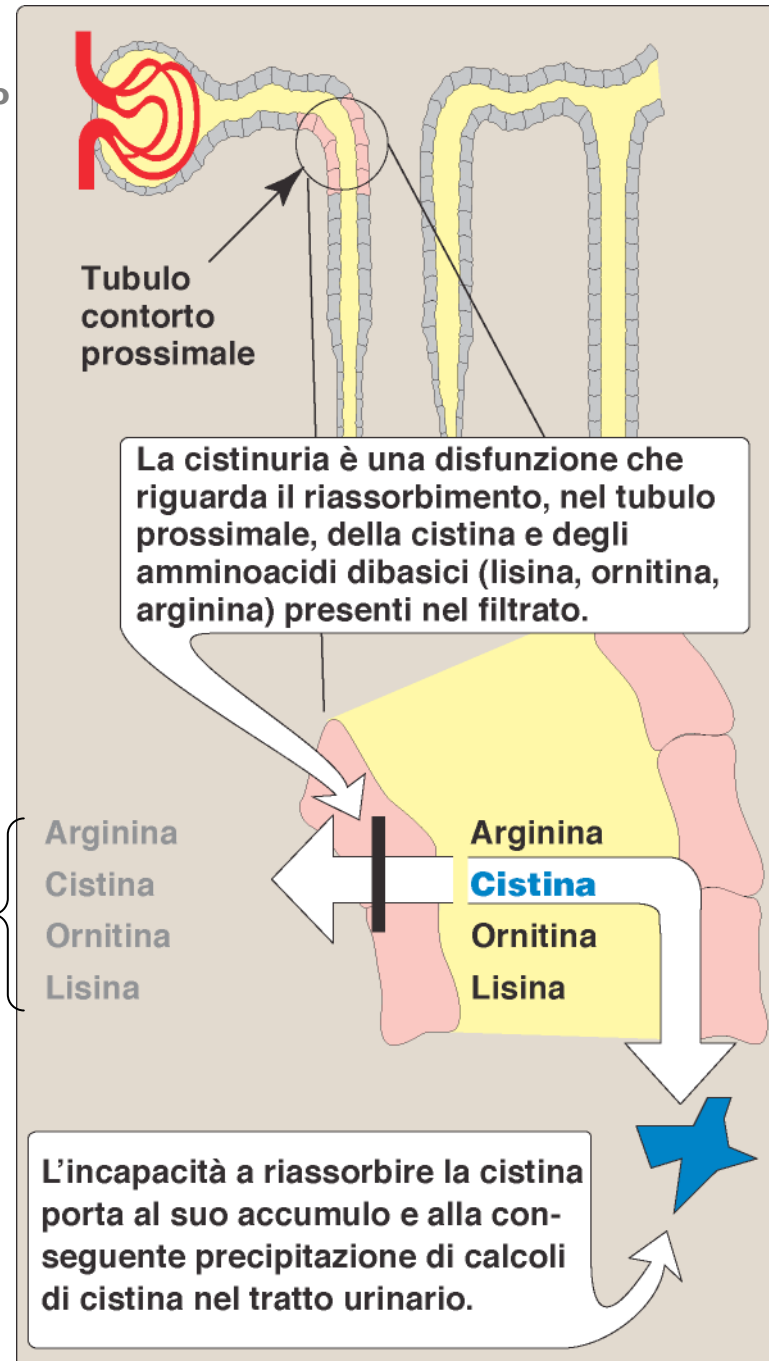 Tubulo
contorto
prossimale
La cistinuria è una disfunzione che
riguarda il riassorbimento, nel tubulo
prossimale, della cistina e degli
amminoacidi dibasici (lisina, ornitina,
arginina) presenti nel filtrato.
Arginina
Cistina
Ornitina
Lisina
Arginina
Cistina
Ornitina
Lisina
L’incapacità a riassorbire la cistina
porta al suo accumulo e alla con-
seguente precipitazione di calcoli
di cistina nel tratto urinario.